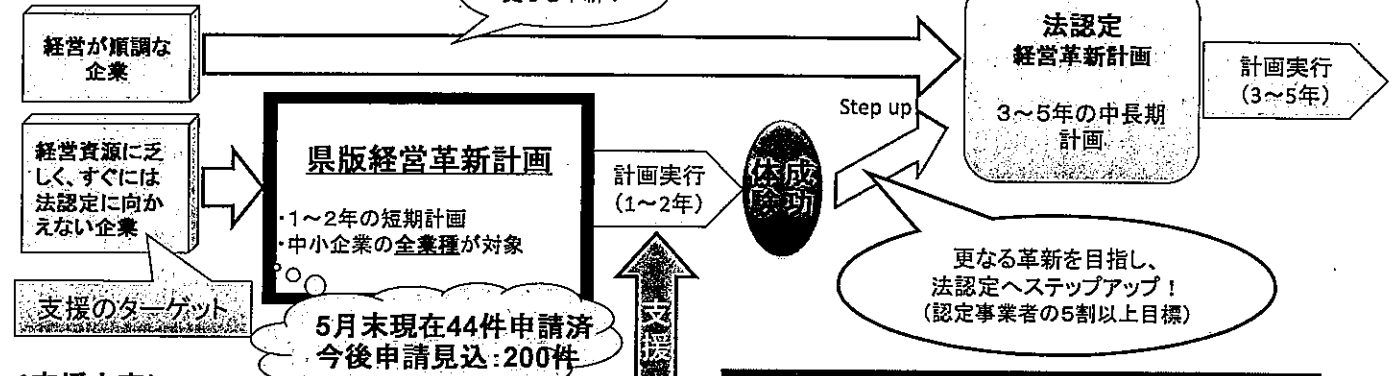 経営が順調な
企業
法認定
経営革新計画
3～5年の中長期
計画
計画実行
(3～5年)
経営資源に乏
しく、すぐには
法認定に向か
えない企業
県版経営革新計画
・1～2年の短期計画
・中小企業の全業種が対象
計画実行
(1～2年)
成功
体験
Step up
更なる革新を目指し、
法認定へステップアップ！
(認定事業者の5割以上目標)
支援のターゲット
5月末現在44件申請済
今後申請見込:200件
支援